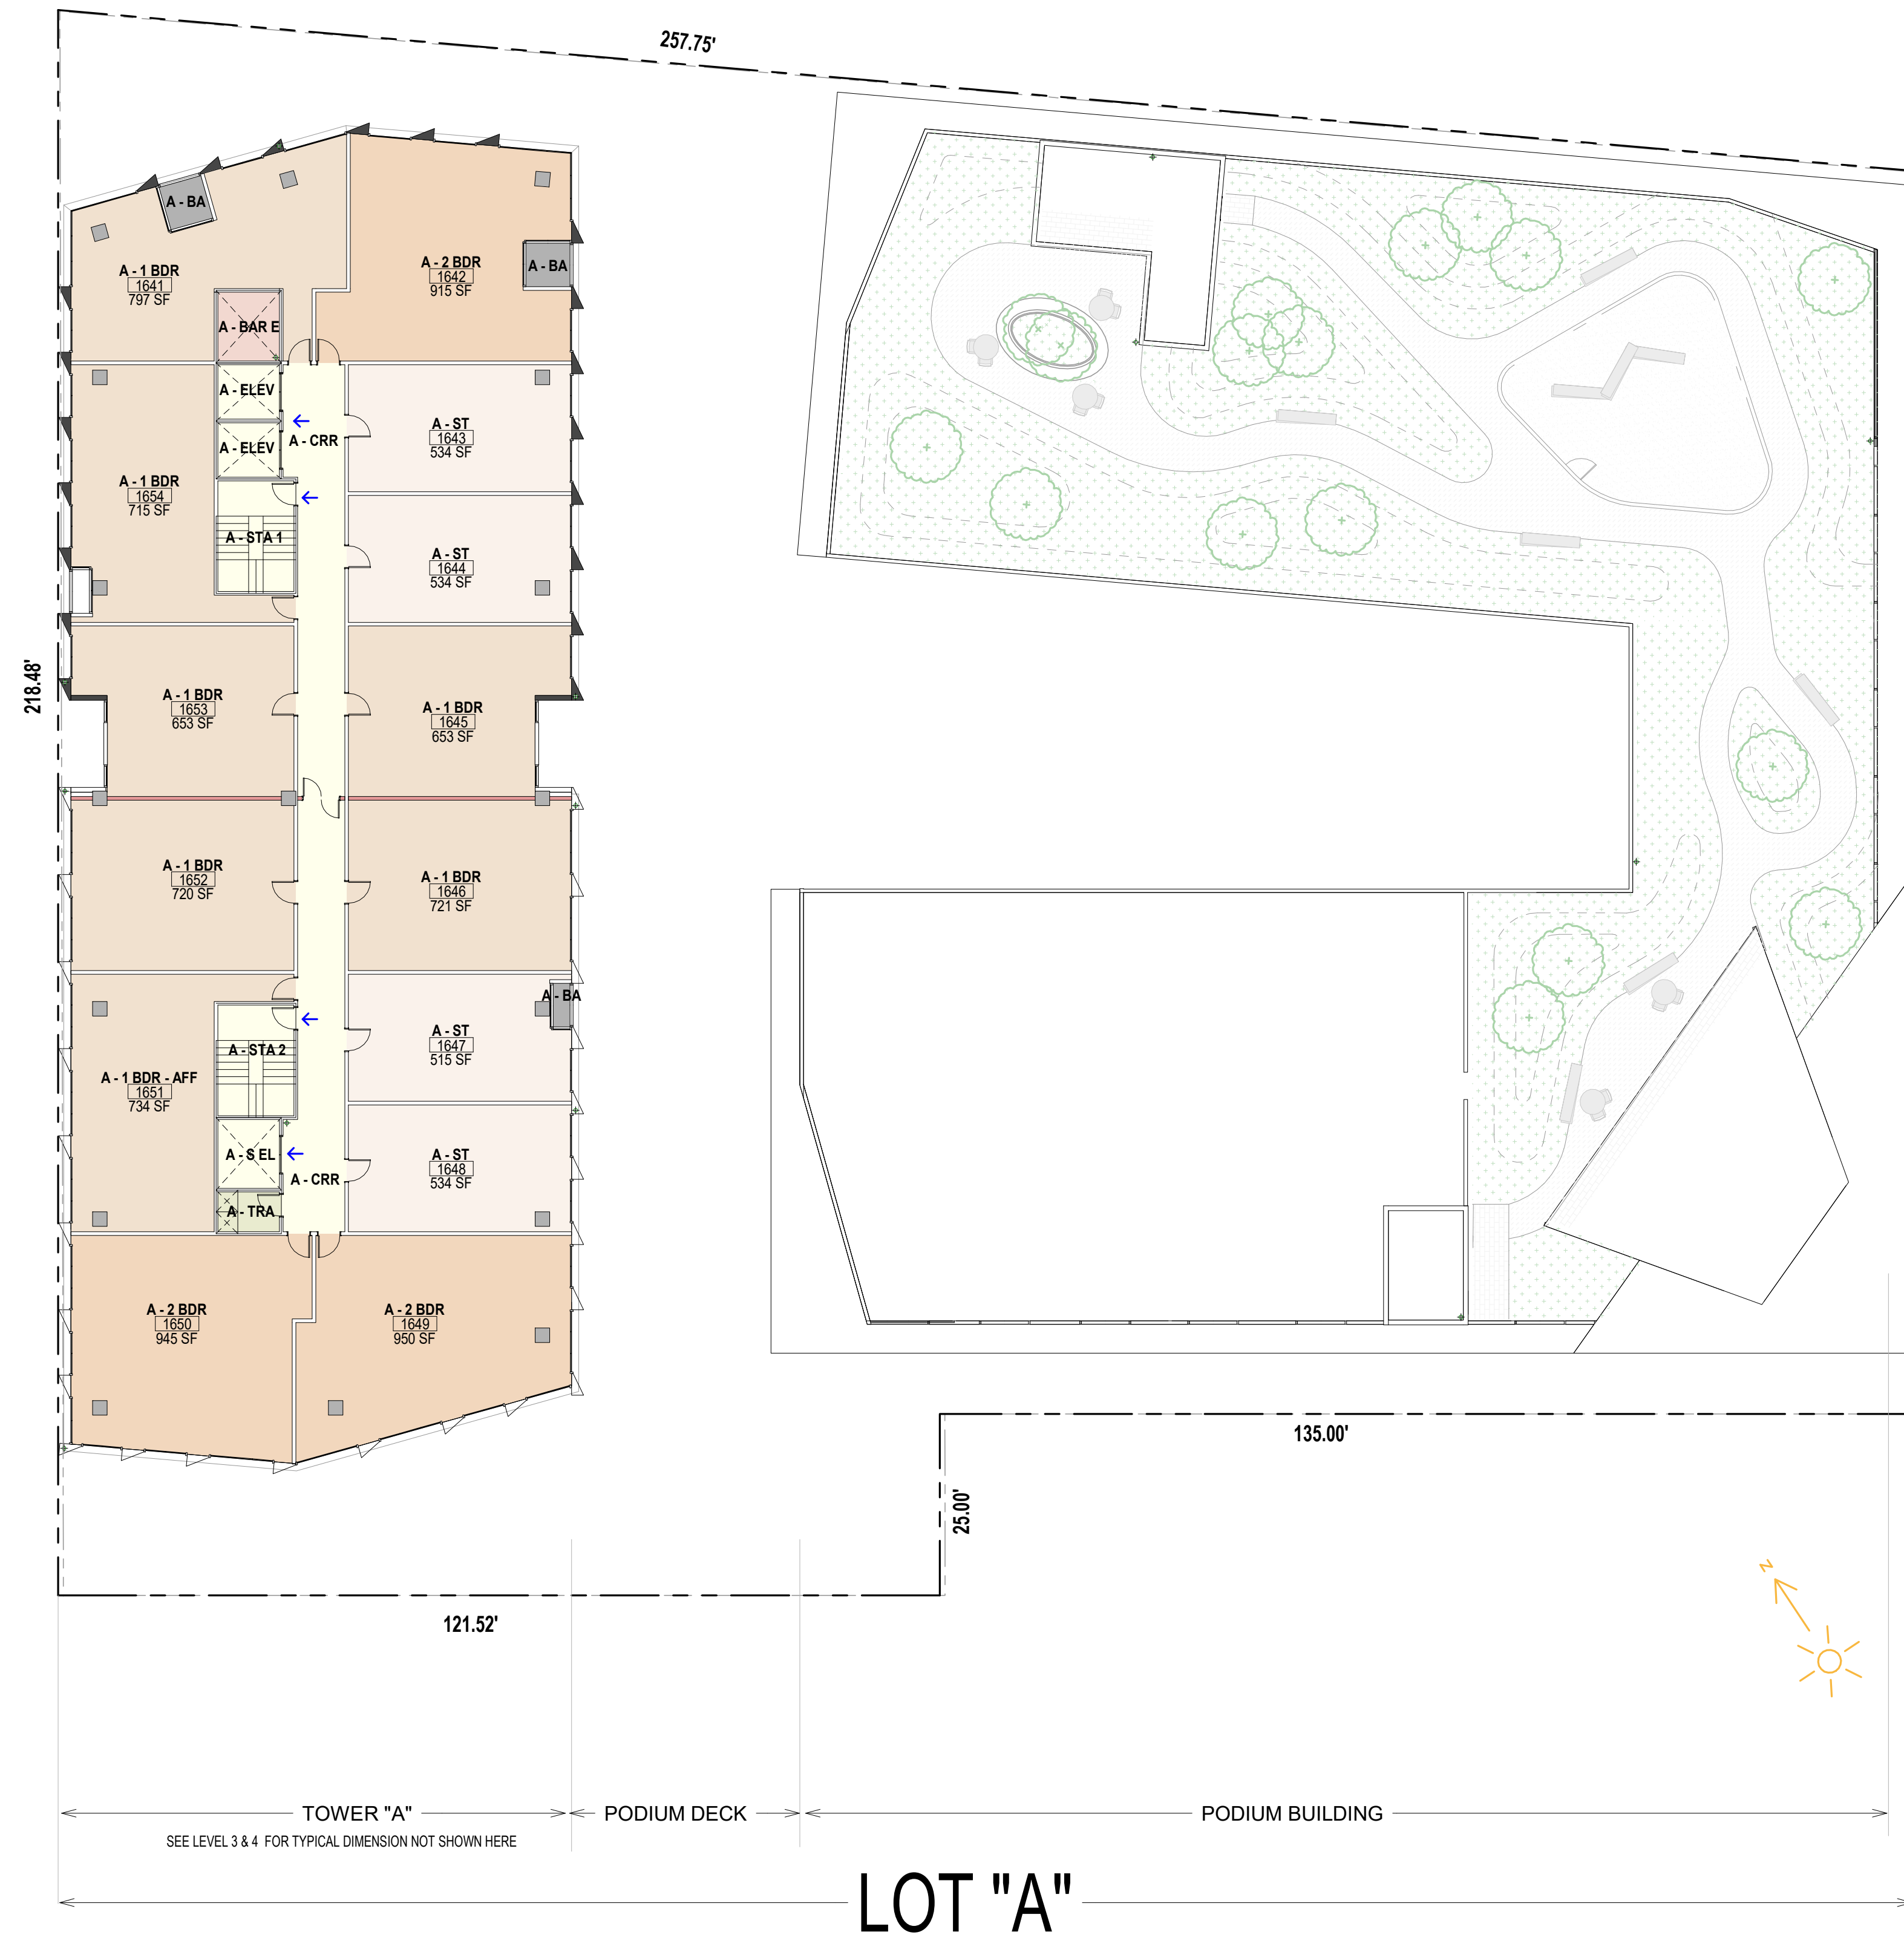 257.75'
A - BA
A - 1 BDR
1641
797 SF
A - 2 BDR
1642
915 SF
A - BA
A - BAR E
A - ELEV
A - ELEV
A - CRR
A - ST
1643
534 SF
A - 1 BDR
1654
715 SF
A - STA 1
A - ST
1644
534 SF
218.48'
A - 1 BDR
1653
653 SF
A - 1 BDR
1645
653 SF
A - 1 BDR
1652
720 SF
A - 1 BDR
1646
721 SF
A - BA
A - STA 2
A - ST
1647
515 SF
A - 1 BDR - AFF
1651
734 SF
A - S EL
A - CRR
A - ST
1648
534 SF
A - TRA
A - 2 BDR
1650
945 SF
A - 2 BDR
1649
950 SF
135.00'
25.00'
N
121.52'
TOWER "A"
PODIUM DECK
PODIUM BUILDING
SEE LEVEL 3 & 4 FOR TYPICAL DIMENSION NOT SHOWN HERE
LOT "A"